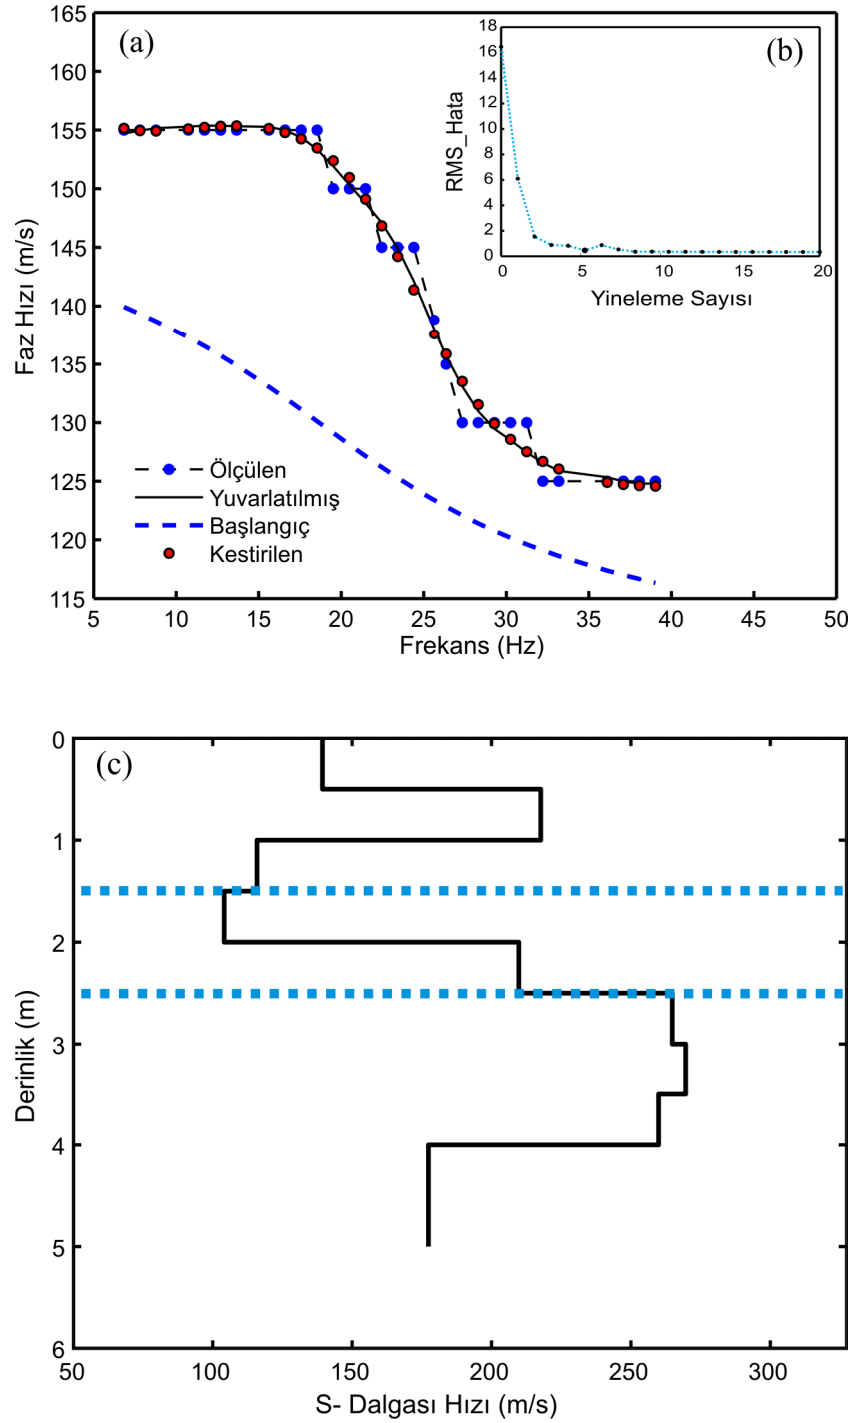 (a)
165
160
155
150
145
140
135
130
125
120
115
Faz Hızı (m/s)
5 10 15 20 25 30 35 40 45 50
Frekans (Hz)
Ölçülen
Yuvarlatılmış
Başlangıç
Kestirilen
(b)
18
16
14
12
10
8
6
4
2
0
RMS_Hata
0 5 10 15 20
Yineleme Sayısı
(c)
0
1
2
3
4
5
6
Derinlik (m)
50 100 150 200 250 300
S- Dalgası Hızı (m/s)